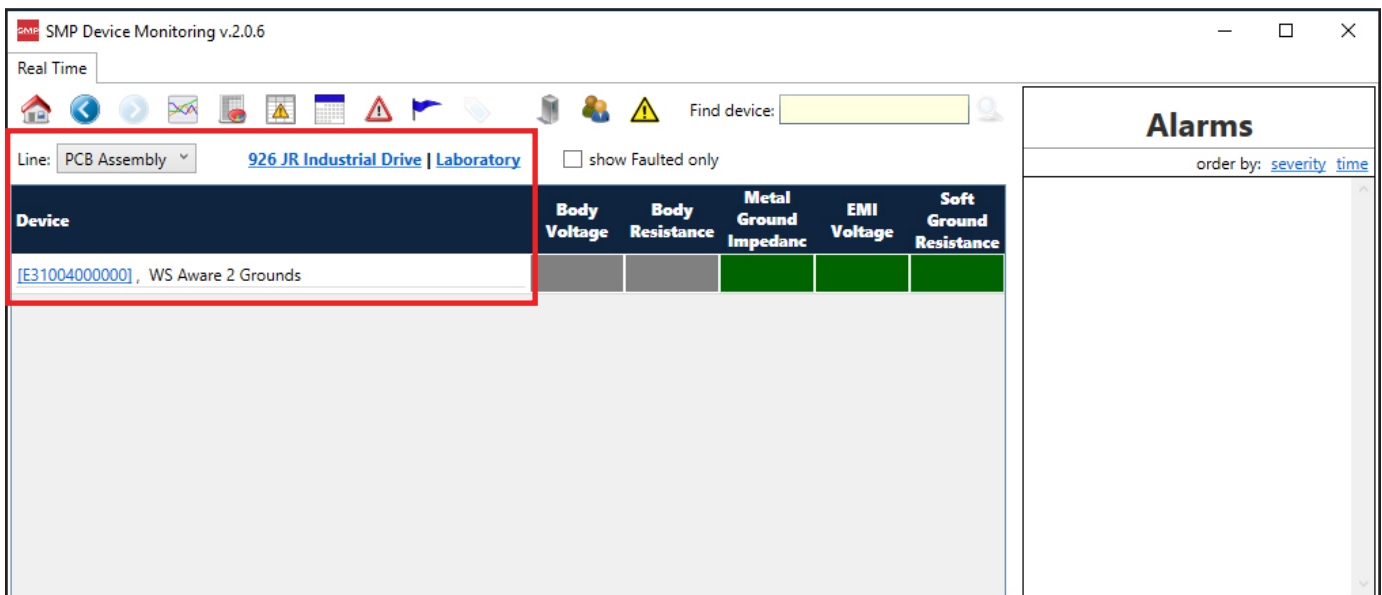 SMP SMP Device Monitoring v.2.0.6
Real Time
Find device:
Line: PCB Assembly 926 JR Industrial Drive | Laboratory show Faulted only
Device
Body
Voltage
Body
Resistance
Metal
Ground
Impedanc
EMI
Voltage
Soft
Ground
Resistance
[E31004000000] , WS Aware 2 Grounds
Alarms
order by: severity time